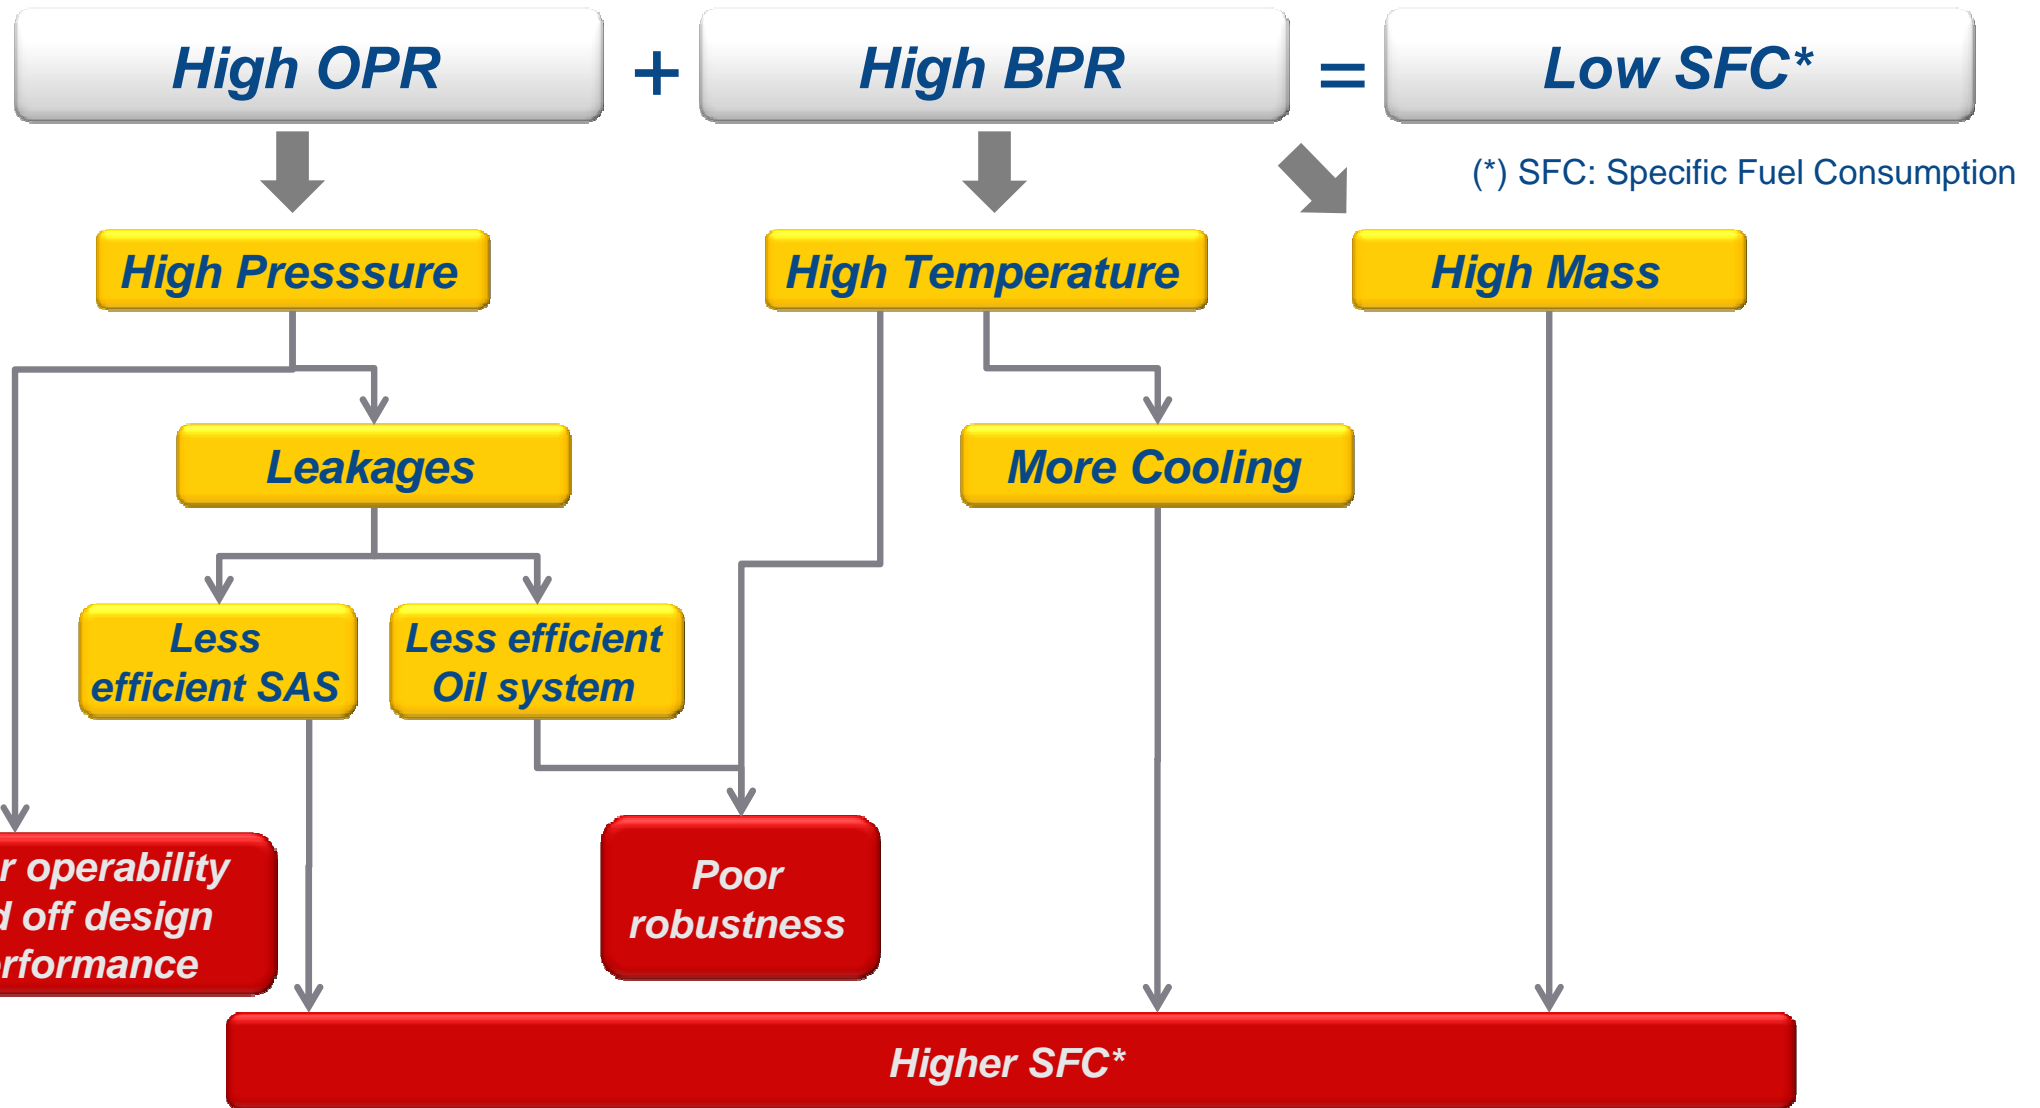 High OPR
+
High BPR
=
Low SFC*
(*) SFC: Specific Fuel Consumption
High Presssure
High Temperature
High Mass
Leakages
More Cooling
Less
efficient SAS
Less efficient
Oil system
r operability
d off design
rformance
Poor
robustness
Higher SFC*